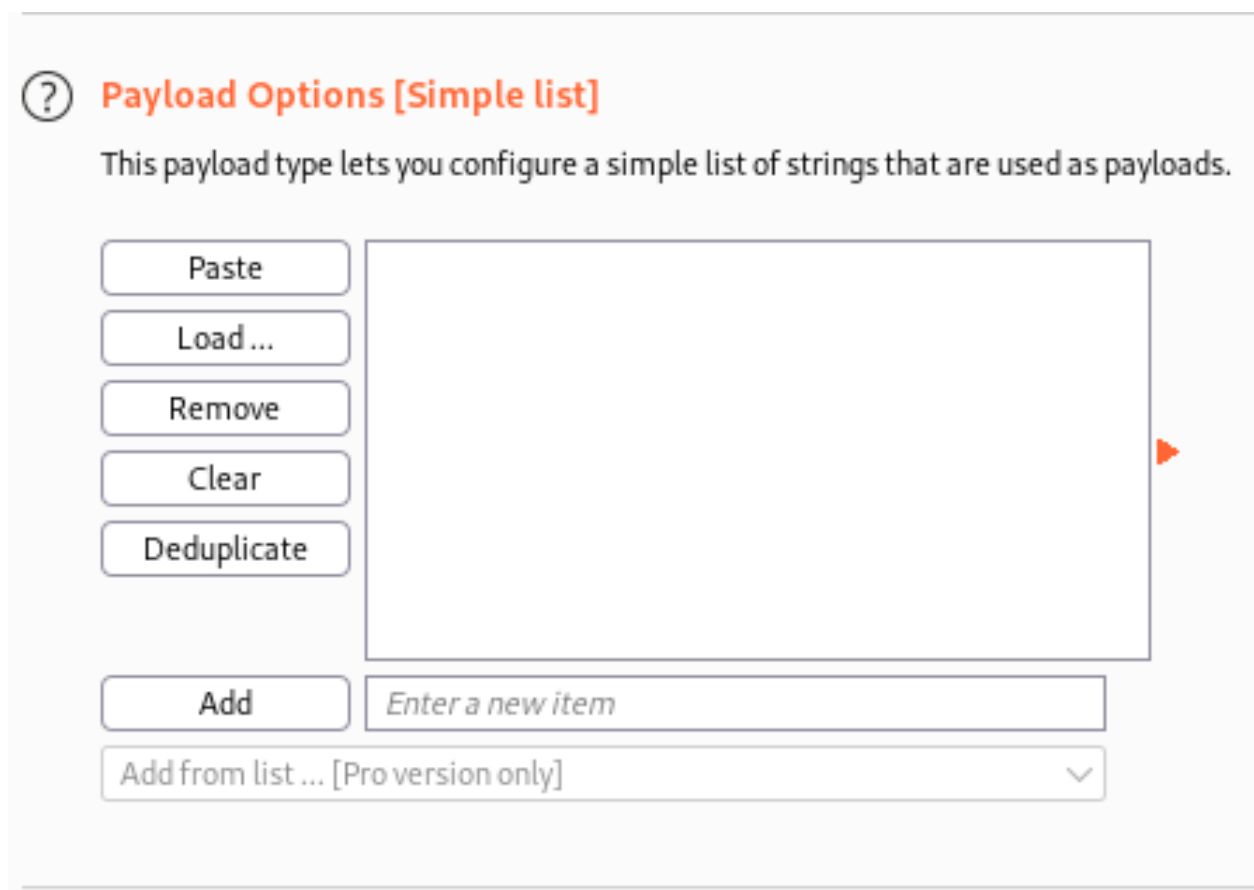 ?
Payload Options [Simple list]
This payload type lets you configure a simple list of strings that are used as payloads.
Paste
Load ...
Remove
Clear
Deduplicate
Add
Enter a new item
Add from list ... [Pro version only]